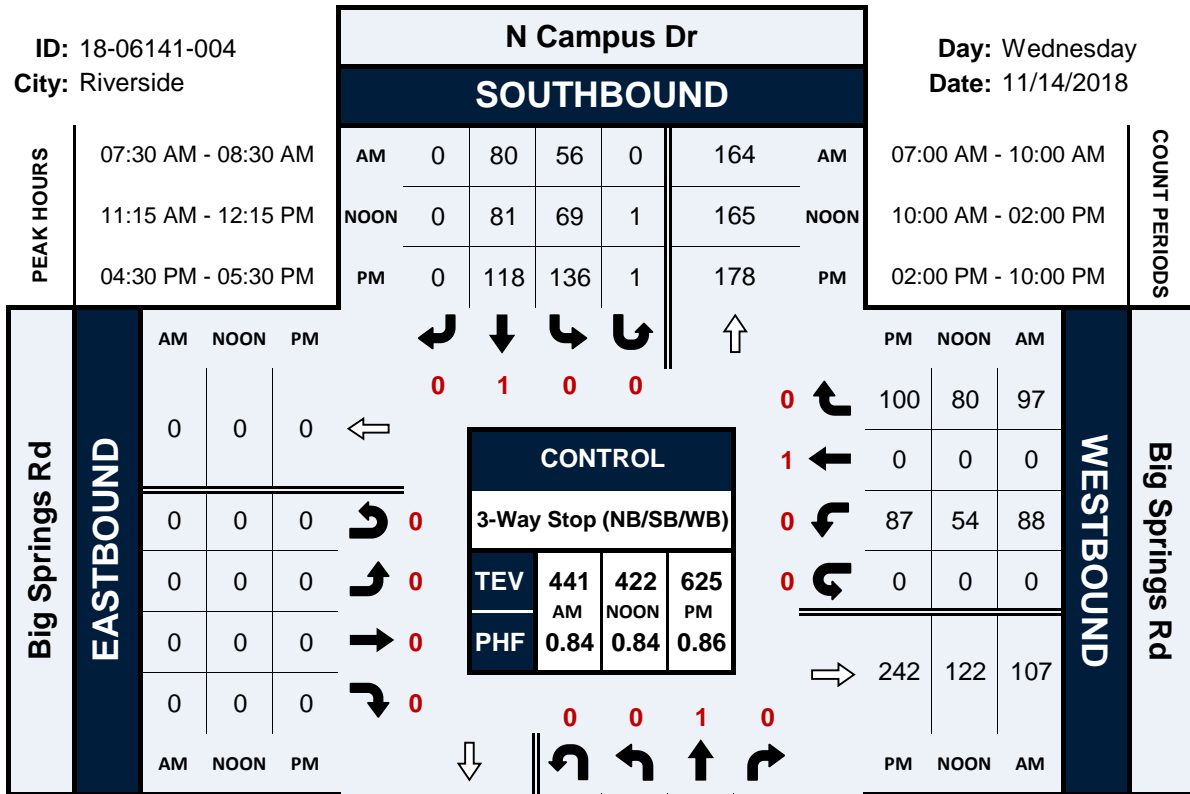 N Campus Dr
ID: 18-06141-004
City: Riverside
Day: Wednesday
Date: 11/14/2018
SOUTHBOUND
PEAK HOURS
07:30 AM - 08:30 AM
11:15 AM - 12:15 PM
04:30 PM - 05:30 PM
AM 0 80 56 0 164 AM
NOON 0 81 69 1 165 NOON
PM 0 118 136 1 178 PM
07:00 AM - 10:00 AM
10:00 AM - 02:00 PM
02:00 PM - 10:00 PM
COUNT PERIODS
0 1 0 0
Big Springs Rd
EASTBOUND
AM NOON PM
0 0 0
0 0 0 0
0 0 0 0
0 0 0 0
0 0 0 0
AM NOON PM
CONTROL
3-Way Stop (NB/SB/WB)
TEV 441 422 625
AM NOON PM
PHF 0.84 0.84 0.86
PM NOON AM
0 100 80 97
1 0 0 0
0 87 54 88
0 0 0 0
242 122 107
PM NOON AM
WESTBOUND
Big Springs Rd
0 0 1 0